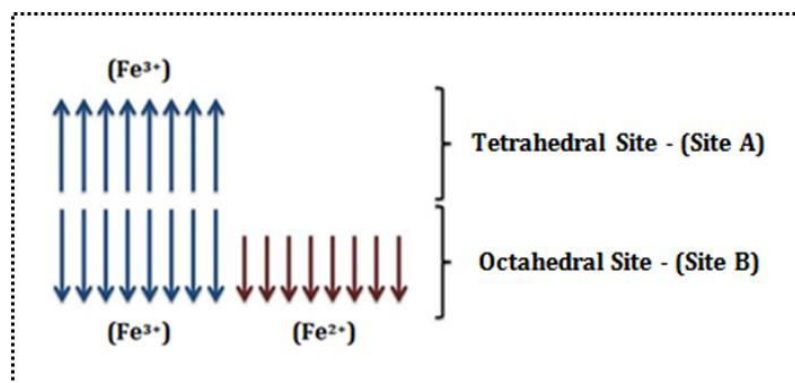 (Fe³⁺)
Tetrahedral Site - (Site A)
Octahedral Site - (Site B)
(Fe³⁺) (Fe²⁺)